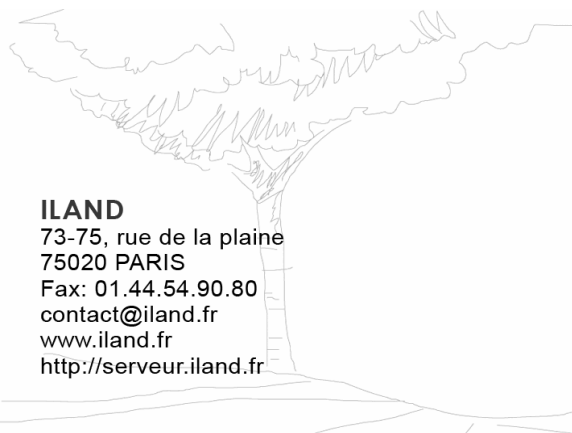 ILAND
73-75, rue de la plaine
75020 PARIS
Fax: 01.44.54.90.80
contact@iland.fr
www.iland.fr
http://serveur.iland.fr